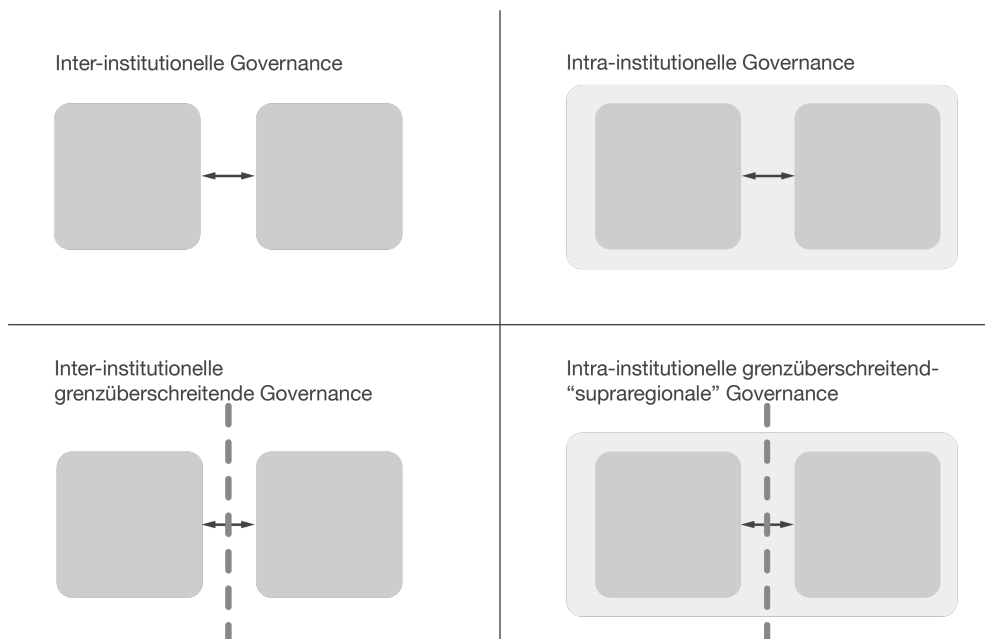 Inter-institutionelle Governance
Intra-institutionelle Governance
Inter-institutionelle
grenzüberschreitende Governance
Intra-institutionelle grenzüberschreitend-
“supraregionale” Governance